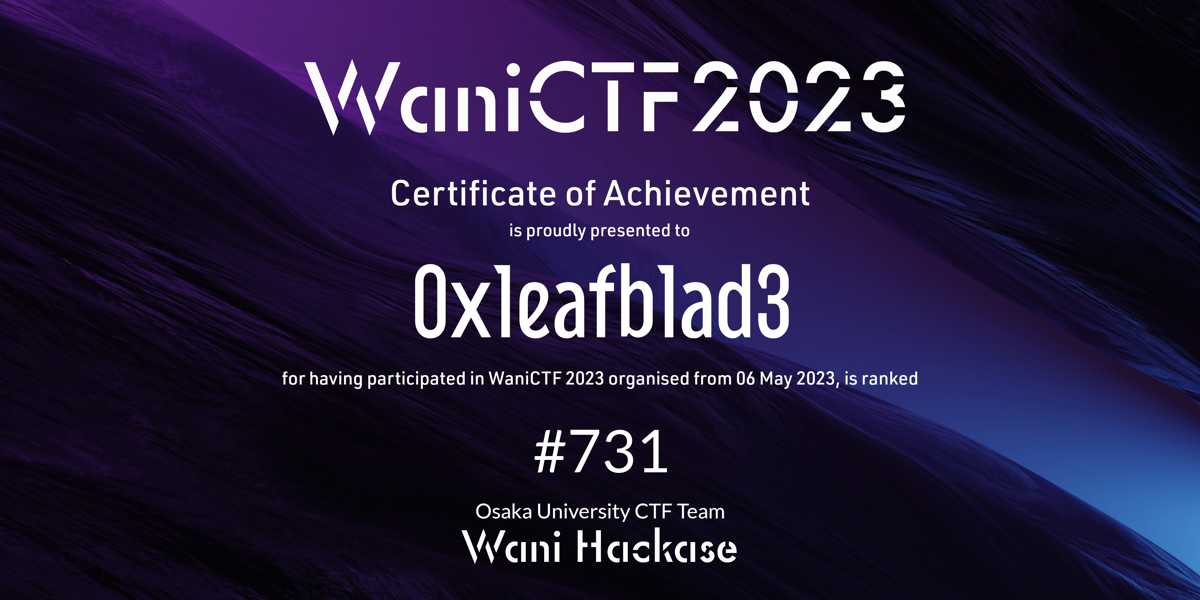 WaniCTF2023
Certificate of Achievement
is proudly presented to
0x1eafb1ad3
for having participated in WaniCTF 2023 organised from 06 May 2023, is ranked
#731
Osaka University CTF Team
Wani Hackase